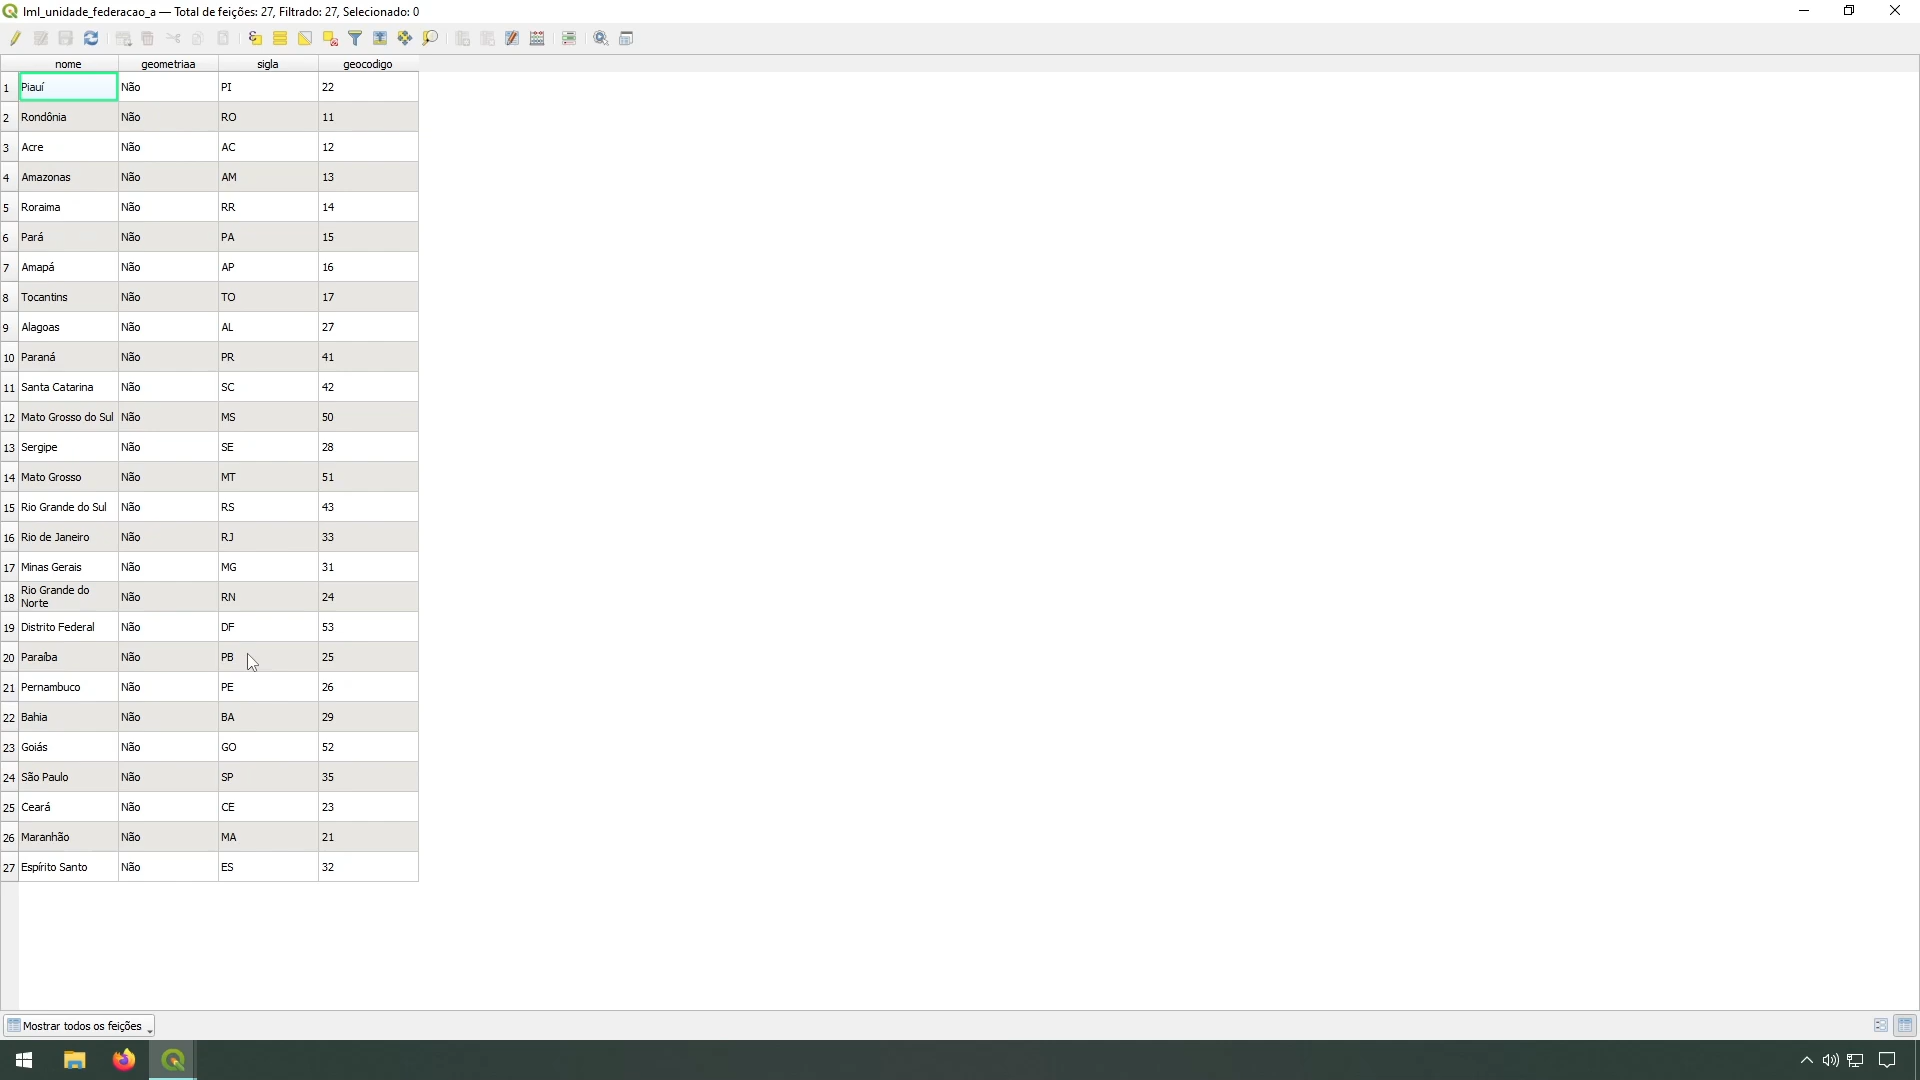 lml_unidade_federacao_a — Total de feições: 27, Filtrado: 27, Selecionado: 0
nome geometriaa sigla geocodigo
1 Piauí Não PI 22
2 Rondônia Não RO 11
3 Acre Não AC 12
4 Amazonas Não AM 13
5 Roraima Não RR 14
6 Pará Não PA 15
7 Amapá Não AP 16
8 Tocantins Não TO 17
9 Alagoas Não AL 27
10 Paraná Não PR 41
11 Santa Catarina Não SC 42
12 Mato Grosso do Sul Não MS 50
13 Sergipe Não SE 28
14 Mato Grosso Não MT 51
15 Rio Grande do Sul Não RS 43
16 Rio de Janeiro Não RJ 33
17 Minas Gerais Não MG 31
18 Rio Grande do
Norte Não RN 24
19 Distrito Federal Não DF 53
20 Paraíba Não PB 25
21 Pernambuco Não PE 26
22 Bahia Não BA 29
23 Goiás Não GO 52
24 São Paulo Não SP 35
25 Ceará Não CE 23
26 Maranhão Não MA 21
27 Espírito Santo Não ES 32
Mostrar todos os feições